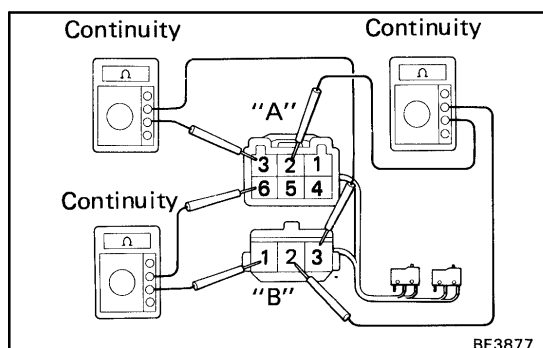 Continuity
Continuity
Ω
Ω
"A"
3 2 1
6 5 4
Continuity
Ω
1 2 3
"B"
BE3877